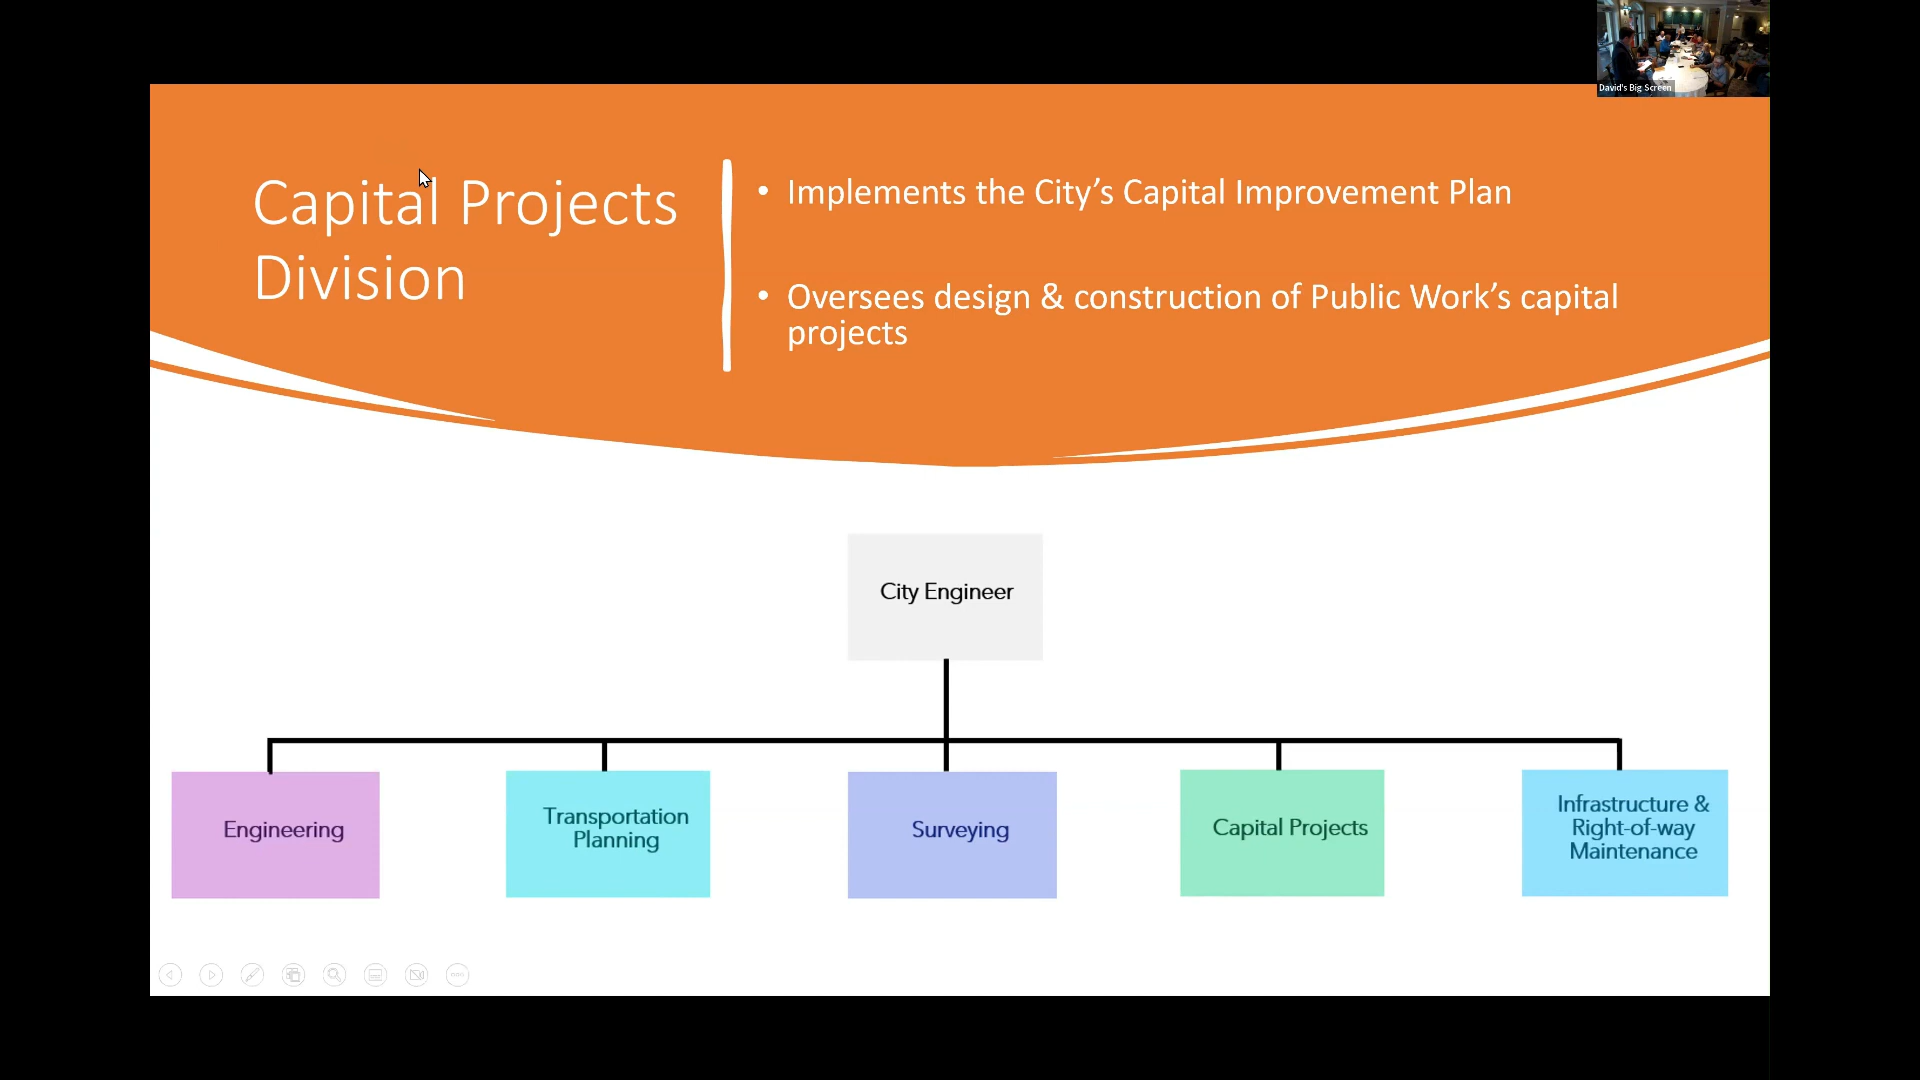 David's Big Screen
Capital Projects
Division
• Implements the City’s Capital Improvement Plan
• Oversees design & construction of Public Work’s capital
projects
City Engineer
Engineering
Transportation
Planning
Surveying
Capital Projects
Infrastructure &
Right-of-way
Maintenance